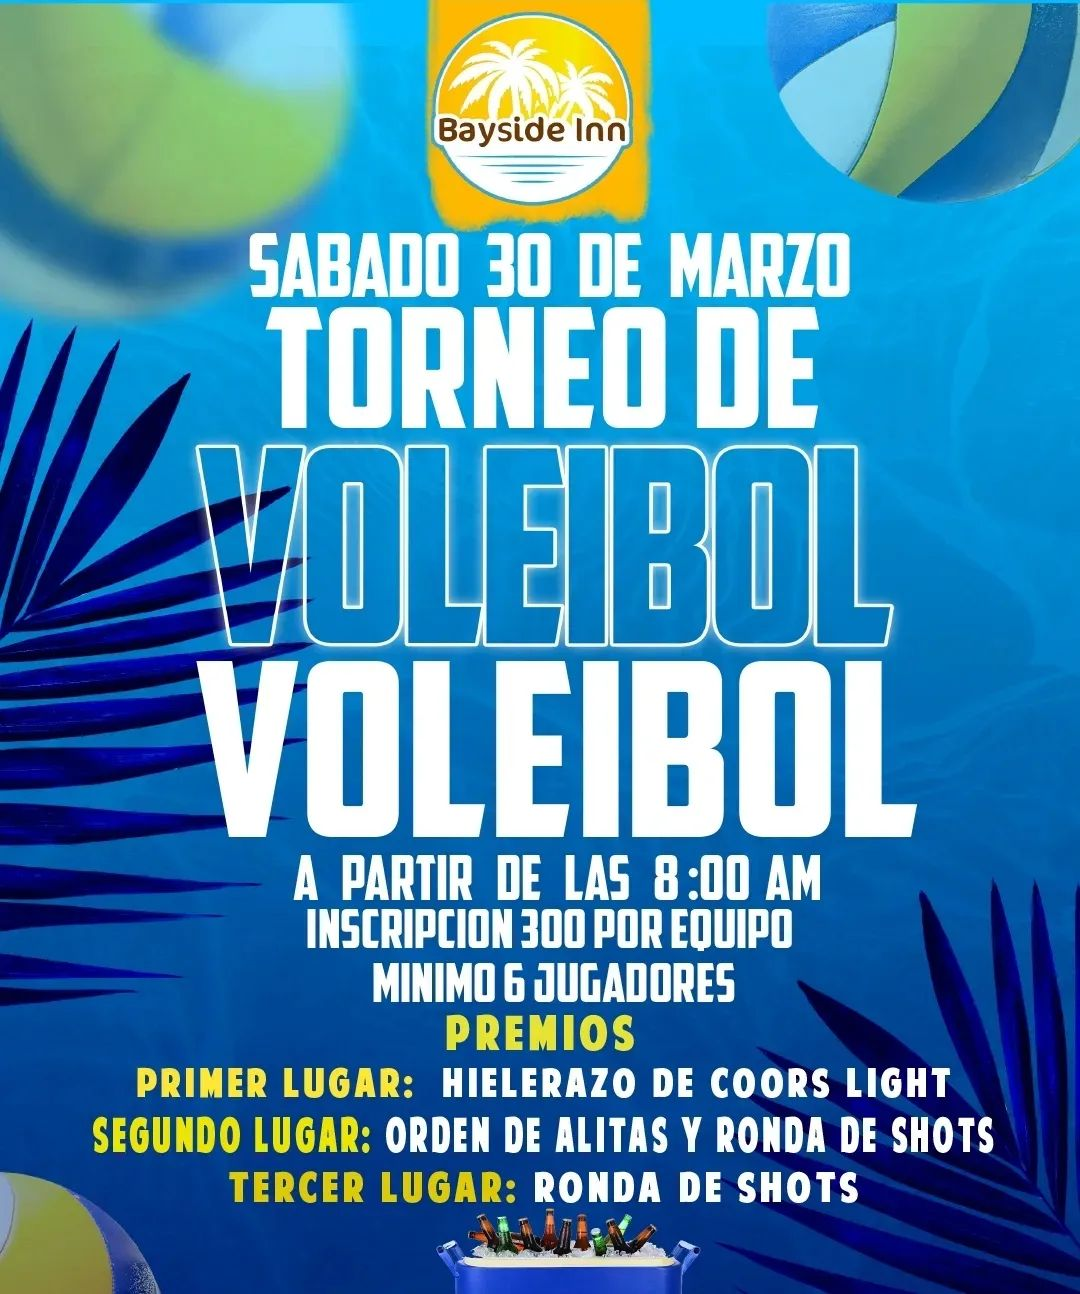 Bayside Inn
SABADO 30 DE MARZO
TORNEO DE
VOLEIBOL
VOLEIBOL
A PARTIR DE LAS 8:00 AM
INSCRIPCION 300 POR EQUIPO
MINIMO 6 JUGADORES
PREMIOS
PRIMER LUGAR: HIELERAZO DE COORS LIGHT
SEGUNDO LUGAR: ORDEN DE ALITAS Y RONDA DE SHOTS
TERCER LUGAR: RONDA DE SHOTS